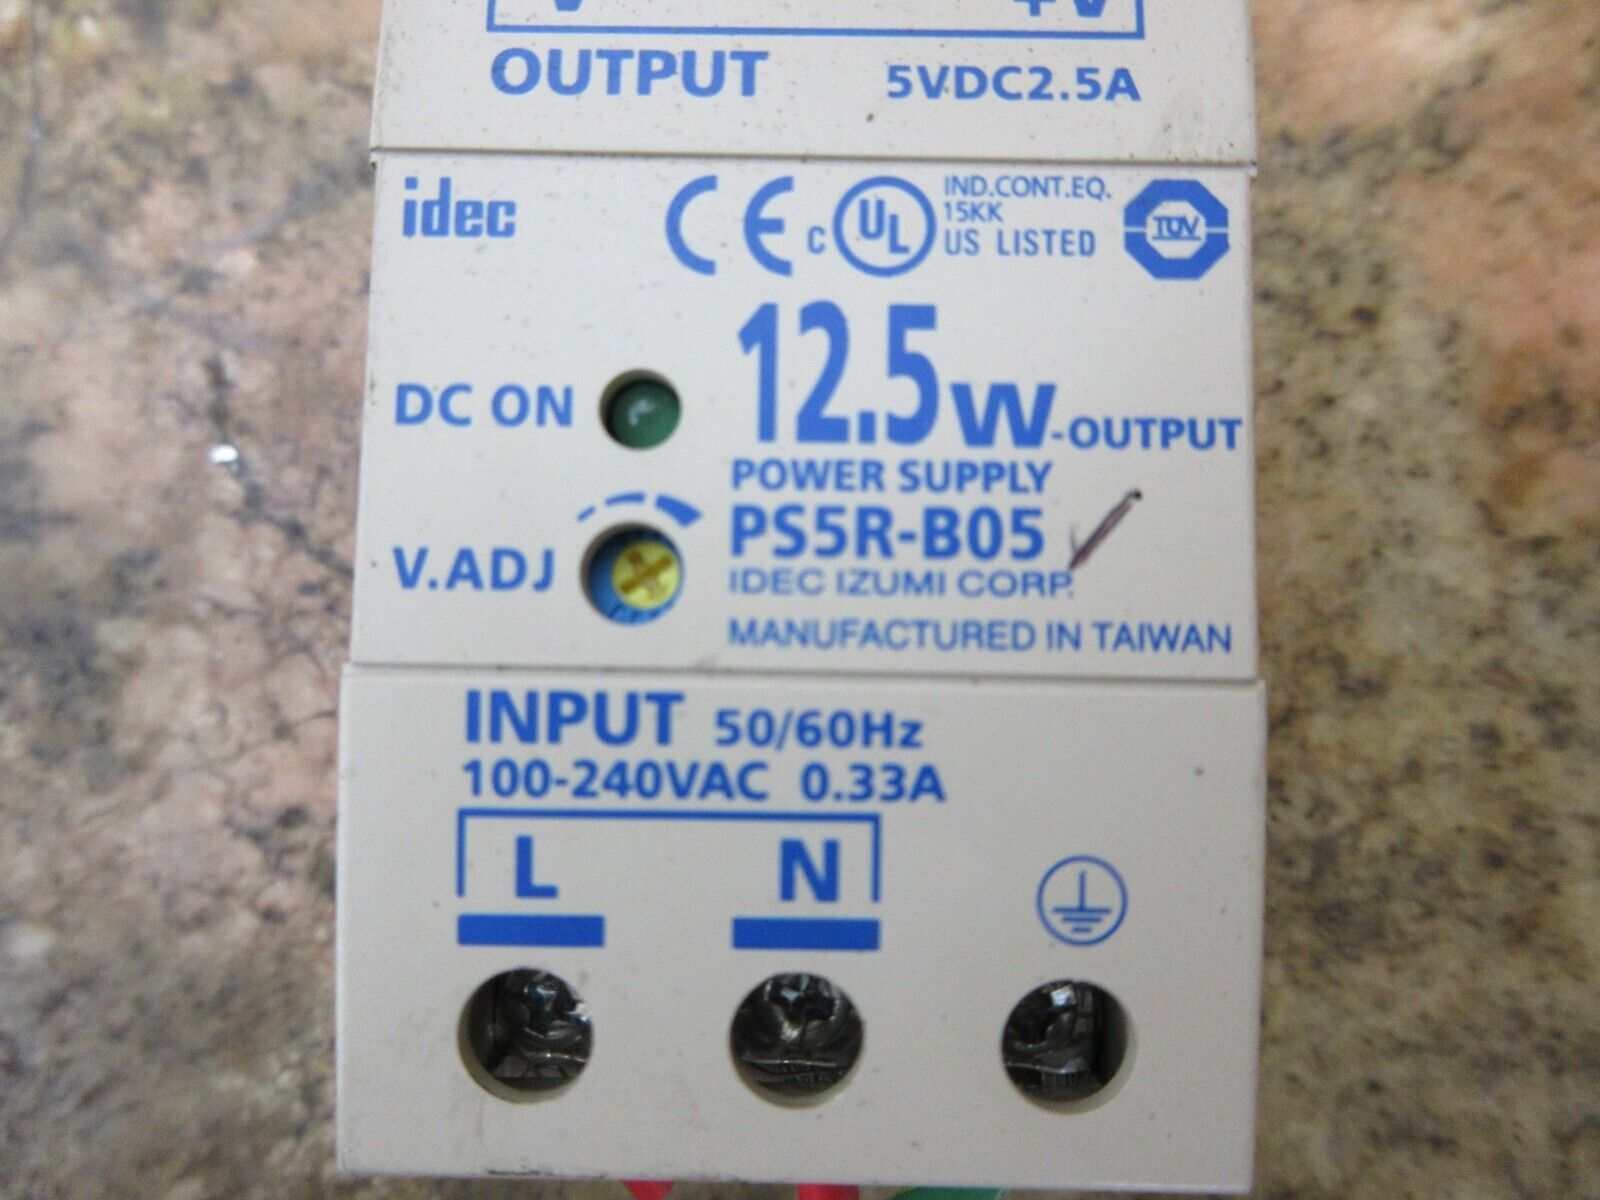 -V +V
OUTPUT 5VDC2.5A
idec
CE c UL IND.CONT.EQ.
15KK
US LISTED
TÜV
DC ON
12.5W-OUTPUT
POWER SUPPLY
PS5R-B05
V.ADJ
IDEC IZUMI CORP.
MANUFACTURED IN TAIWAN
INPUT 50/60Hz
100-240VAC 0.33A
L N